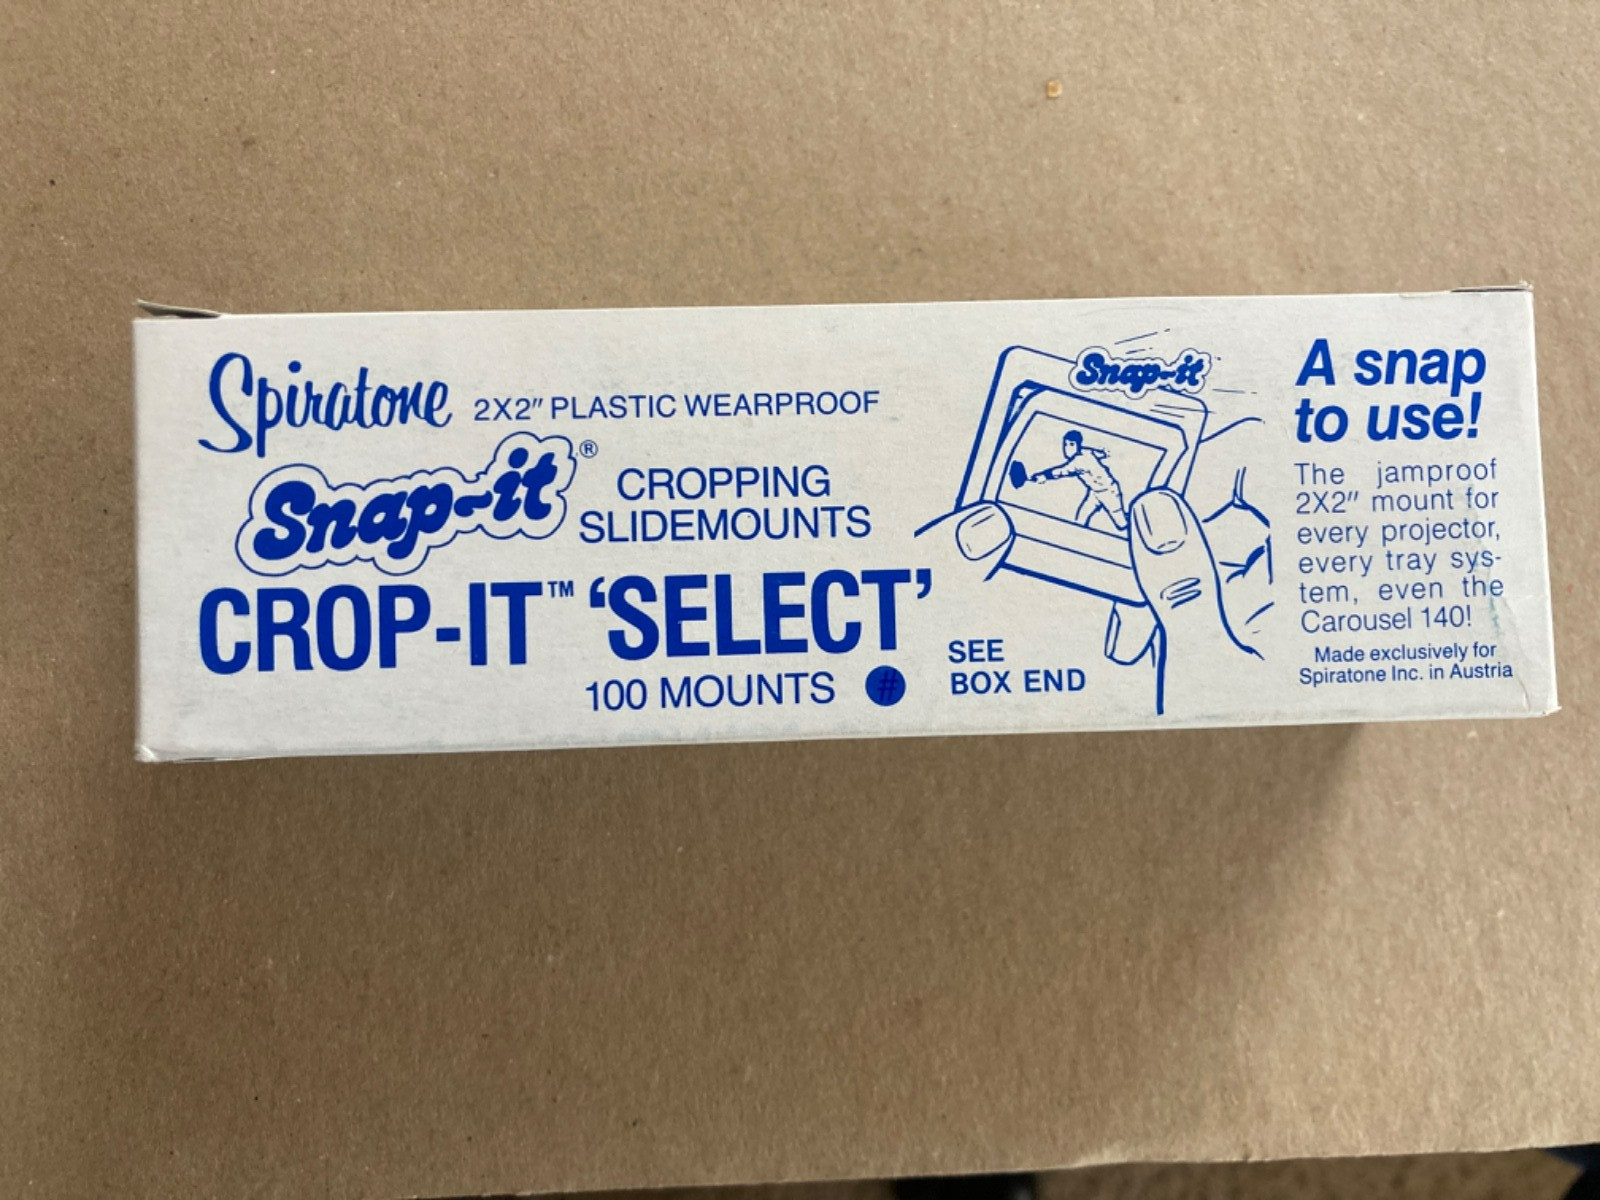 Spiratone 2X2" PLASTIC WEARPROOF
Snap-it® CROPPING
SLIDEMOUNTS
CROP-IT™ 'SELECT'
100 MOUNTS #
SEE
BOX END
Snap-it
A snap
to use!
The jamproof
2X2" mount for
every projector,
every tray sys-
tem, even the
Carousel 140!
Made exclusively for
Spiratone Inc. in Austria